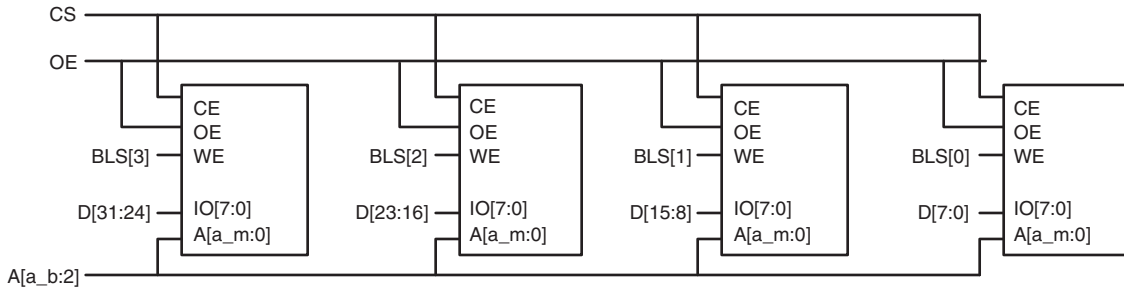 CS
OE
CE CE CE CE
OE OE OE OE
BLS[3] WE BLS[2] WE BLS[1] WE BLS[0] WE
D[31:24] IO[7:0] D[23:16] IO[7:0] D[15:8] IO[7:0] D[7:0] IO[7:0]
A[a_m:0] A[a_m:0] A[a_m:0] A[a_m:0]
A[a_b:2]